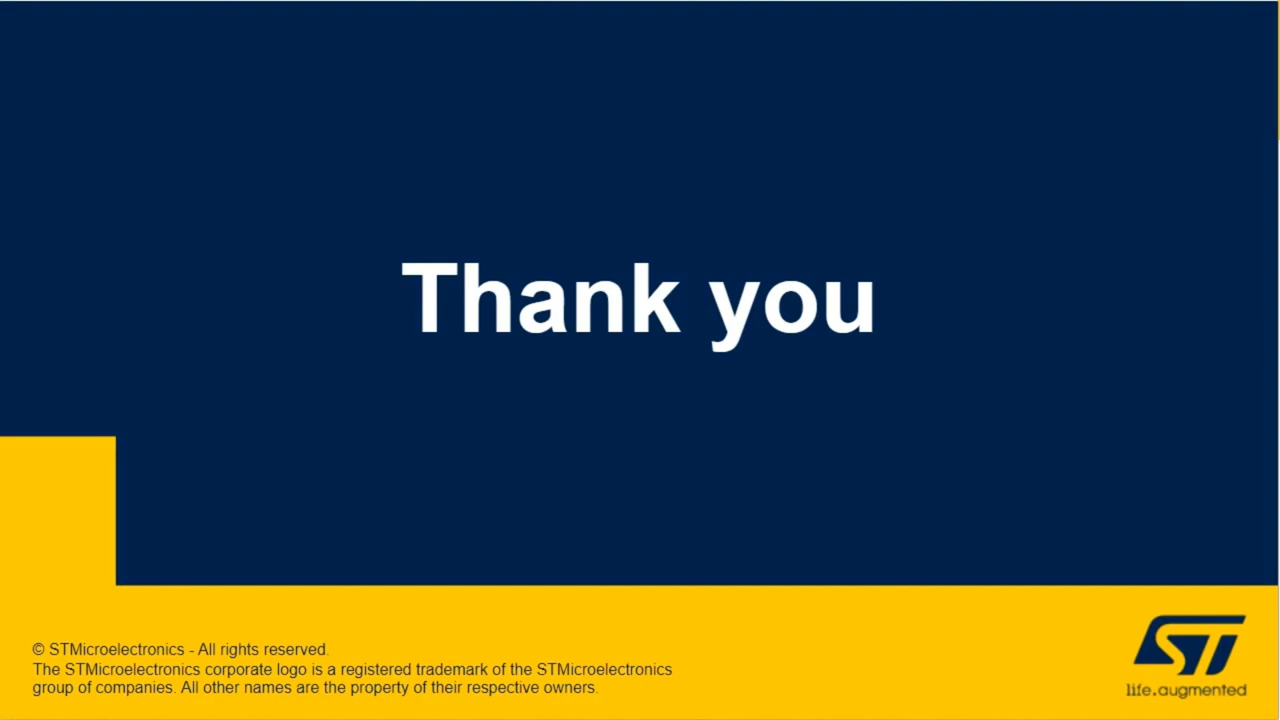 Thank you
© STMicroelectronics - All rights reserved.
The STMicroelectronics corporate logo is a registered trademark of the STMicroelectronics
group of companies. All other names are the property of their respective owners.
ST
life.augmented